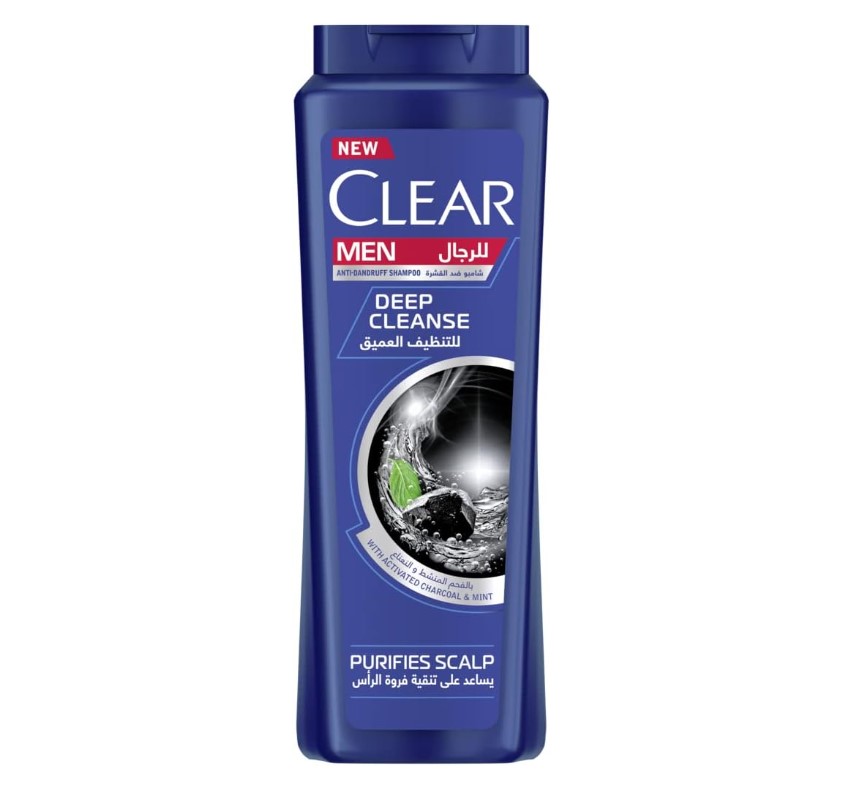 NEW
CLEAR
MEN للرجال
ANTI-DANDRUFF SHAMPOO شامبو ضد القشرة
DEEP
CLEANSE
للتنظيف العميق
بالفحم المنشط و النعناع
WITH ACTIVATED CHARCOAL & MINT
PURIFIES SCALP
يساعد على تنقية فروة الرأس